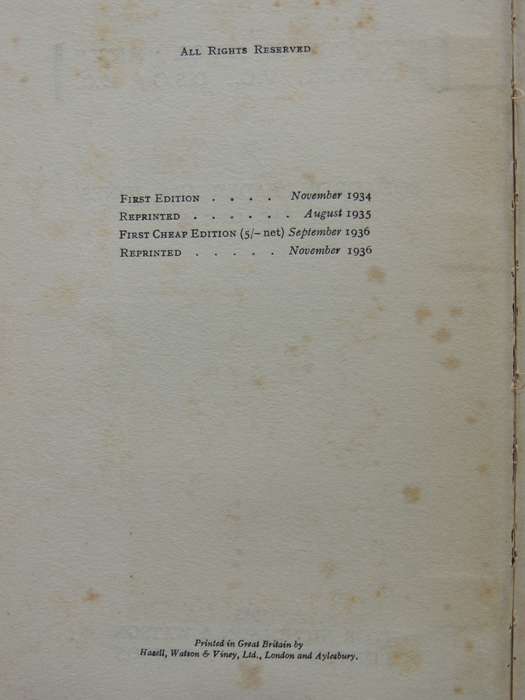 ALL RIGHTS RESERVED
FIRST EDITION . . . . November 1934
REPRINTED . . . . . . August 1935
FIRST CHEAP EDITION (5/– net) September 1936
REPRINTED . . . . . November 1936
Printed in Great Britain by
Hazell, Watson & Viney, Ltd., London and Aylesbury.